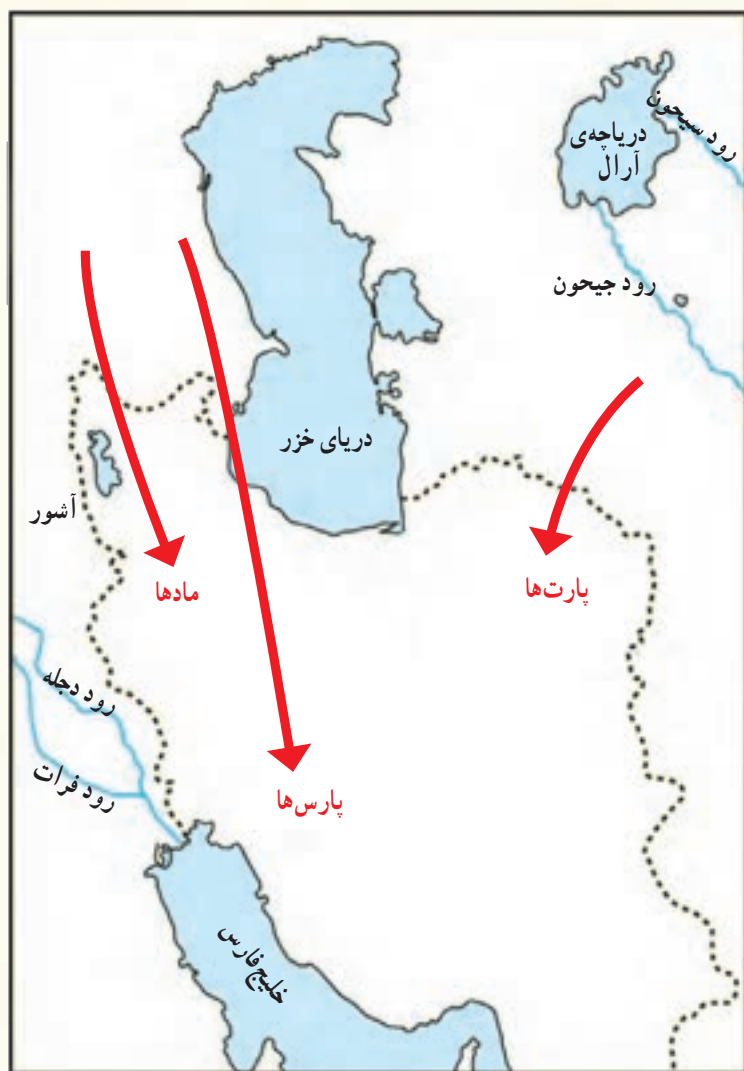 رود سیحون
دریاچه‌ی
آرال
رود جیحون
دریای خزر
آشور
مادها
پارت‌ها
رود دجله
رود فرات
پارس‌ها
خلیج فارس